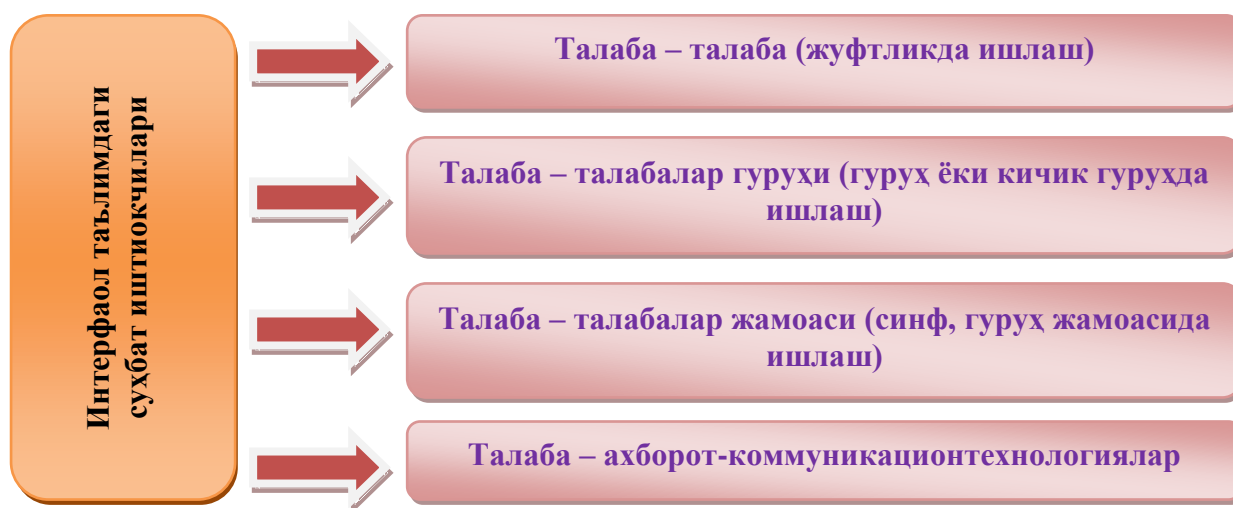 Интерфаол таълимдаги
суҳбат иштиокчилари
Талаба – талаба (жуфтликда ишлаш)
Талаба – талабалар гуруҳи (гуруҳ ёки кичик гуруҳда
ишлаш)
Талаба – талабалар жамоаси (синф, гуруҳ жамоасида
ишлаш)
Талаба – ахборот-коммуникационтехнологиялар